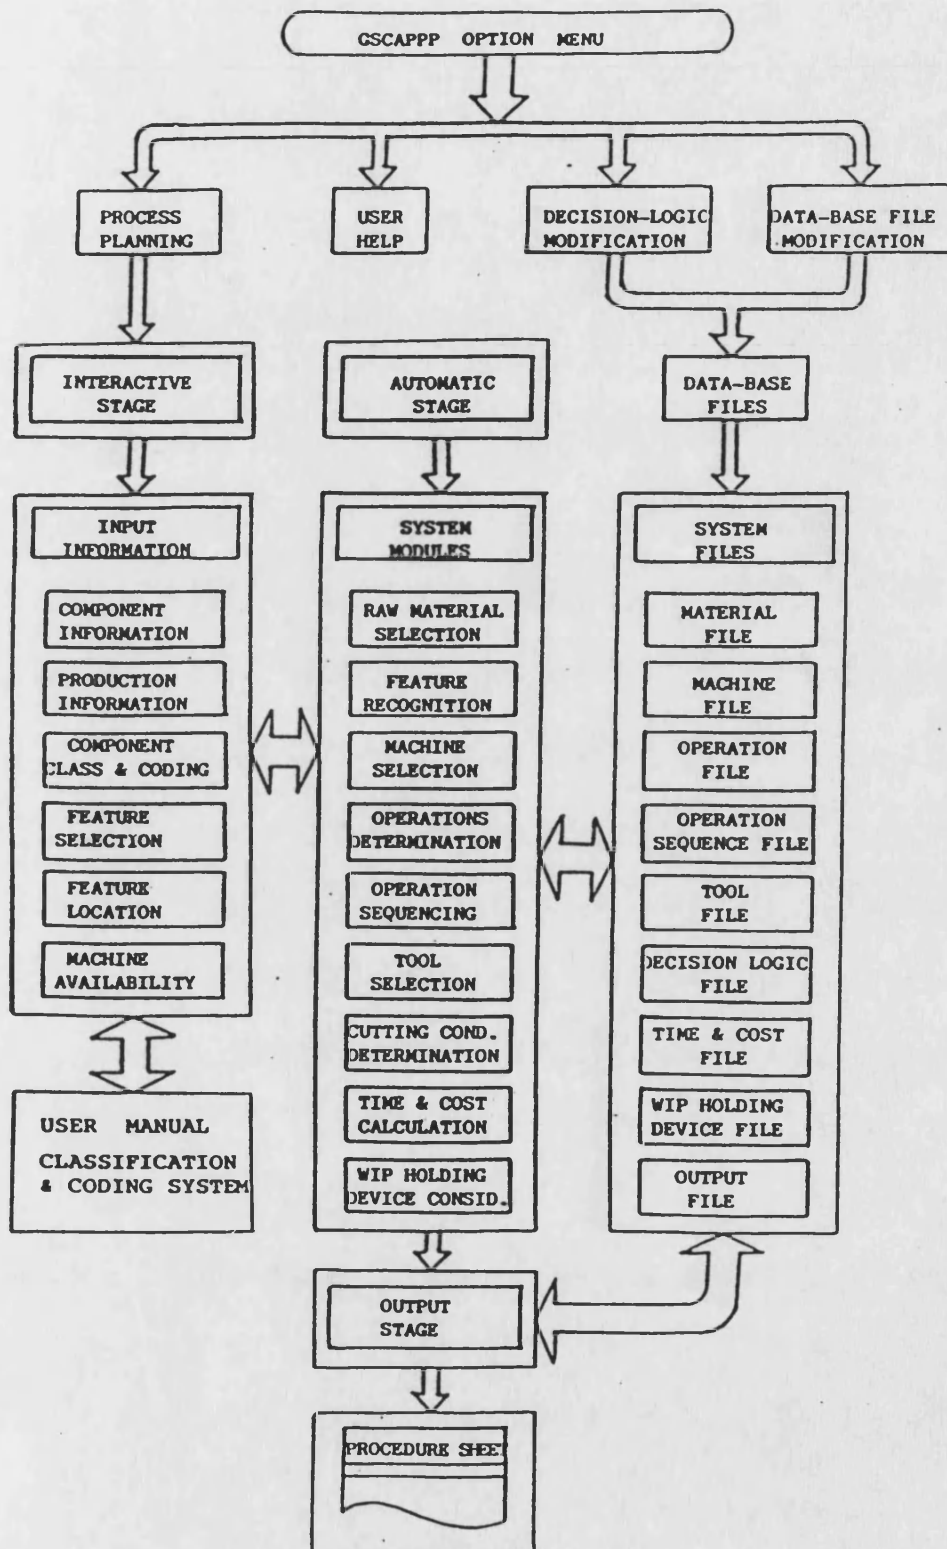 GSCAPPP OPTION MENU
PROCESS
PLANNING
USER
HELP
DECISION-LOGIC
MODIFICATION
DATA-BASE FILE
MODIFICATION
INTERACTIVE
STAGE
AUTOMATIC
STAGE
DATA-BASE
FILES
INPUT
INFORMATION
COMPONENT
INFORMATION
PRODUCTION
INFORMATION
COMPONENT
CLASS & CODING
FEATURE
SELECTION
FEATURE
LOCATION
MACHINE
AVAILABILITY
USER MANUAL
CLASSIFICATION
& CODING SYSTEM
SYSTEM
MODULES
RAW MATERIAL
SELECTION
FEATURE
RECOGNITION
MACHINE
SELECTION
OPERATIONS
DETERMINATION
OPERATION
SEQUENCING
TOOL
SELECTION
CUTTING COND.
DETERMINATION
TIME & COST
CALCULATION
WIP HOLDING
DEVICE CONSID.
SYSTEM
FILES
MATERIAL
FILE
MACHINE
FILE
OPERATION
FILE
OPERATION
SEQUENCE FILE
TOOL
FILE
DECISION LOGIC
FILE
TIME & COST
FILE
WIP HOLDING
DEVICE FILE
OUTPUT
FILE
OUTPUT
STAGE
PROCEDURE SHEET